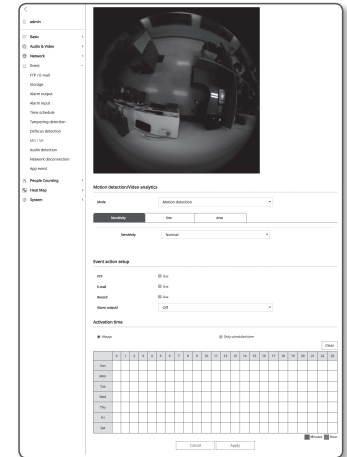 admin
Basic
Audio & Video
Network
Event
FTP / E-mail
Storage
Alarm output
Alarm input
Time schedule
Tampering detection
Defocus detection
MD / VA
Audio detection
Network disconnection
App event
People Counting
Heat Map
System
Motion detection/Video analytics
Mode Motion detection
Sensitivity Size Area
Sensitivity Normal
Event action setup
FTP Use
E-mail Use
Record Use
Alarm output1 Off
Activation time
Always Only scheduled time
Clear
0 1 2 3 4 5 6 7 8 9 10 11 12 13 14 15 16 17 18 19 20 21 22 23
Sun
Mon
Tue
Wed
Thu
Fri
Sat
Minutes Hour
Cancel Apply